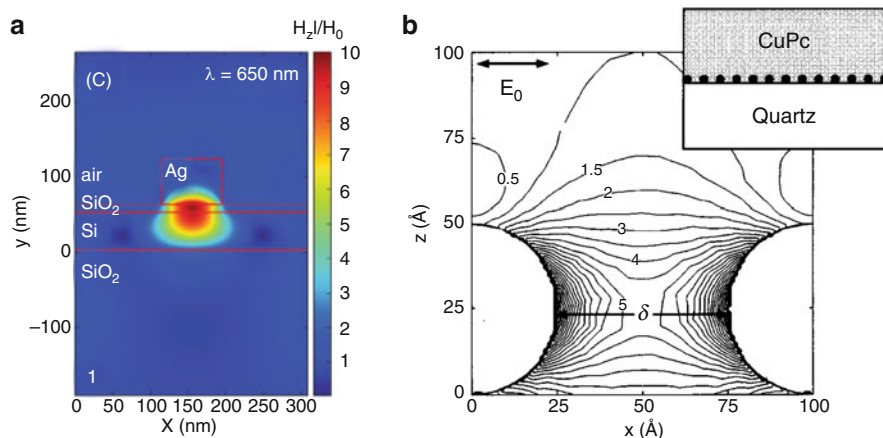 a
H_z|/H_0
(C)
λ = 650 nm
air
Ag
SiO₂
Si
SiO₂
1
y (nm)
200
100
0
−100
X (nm)
0 50 100 150 200 250 300
10
9
8
7
6
5
4
3
2
1
b
E₀
CuPc
Quartz
0.5
1.5
2
3
4
5
δ
z (Å)
100
75
50
25
0
x (Å)
0 25 50 75 100